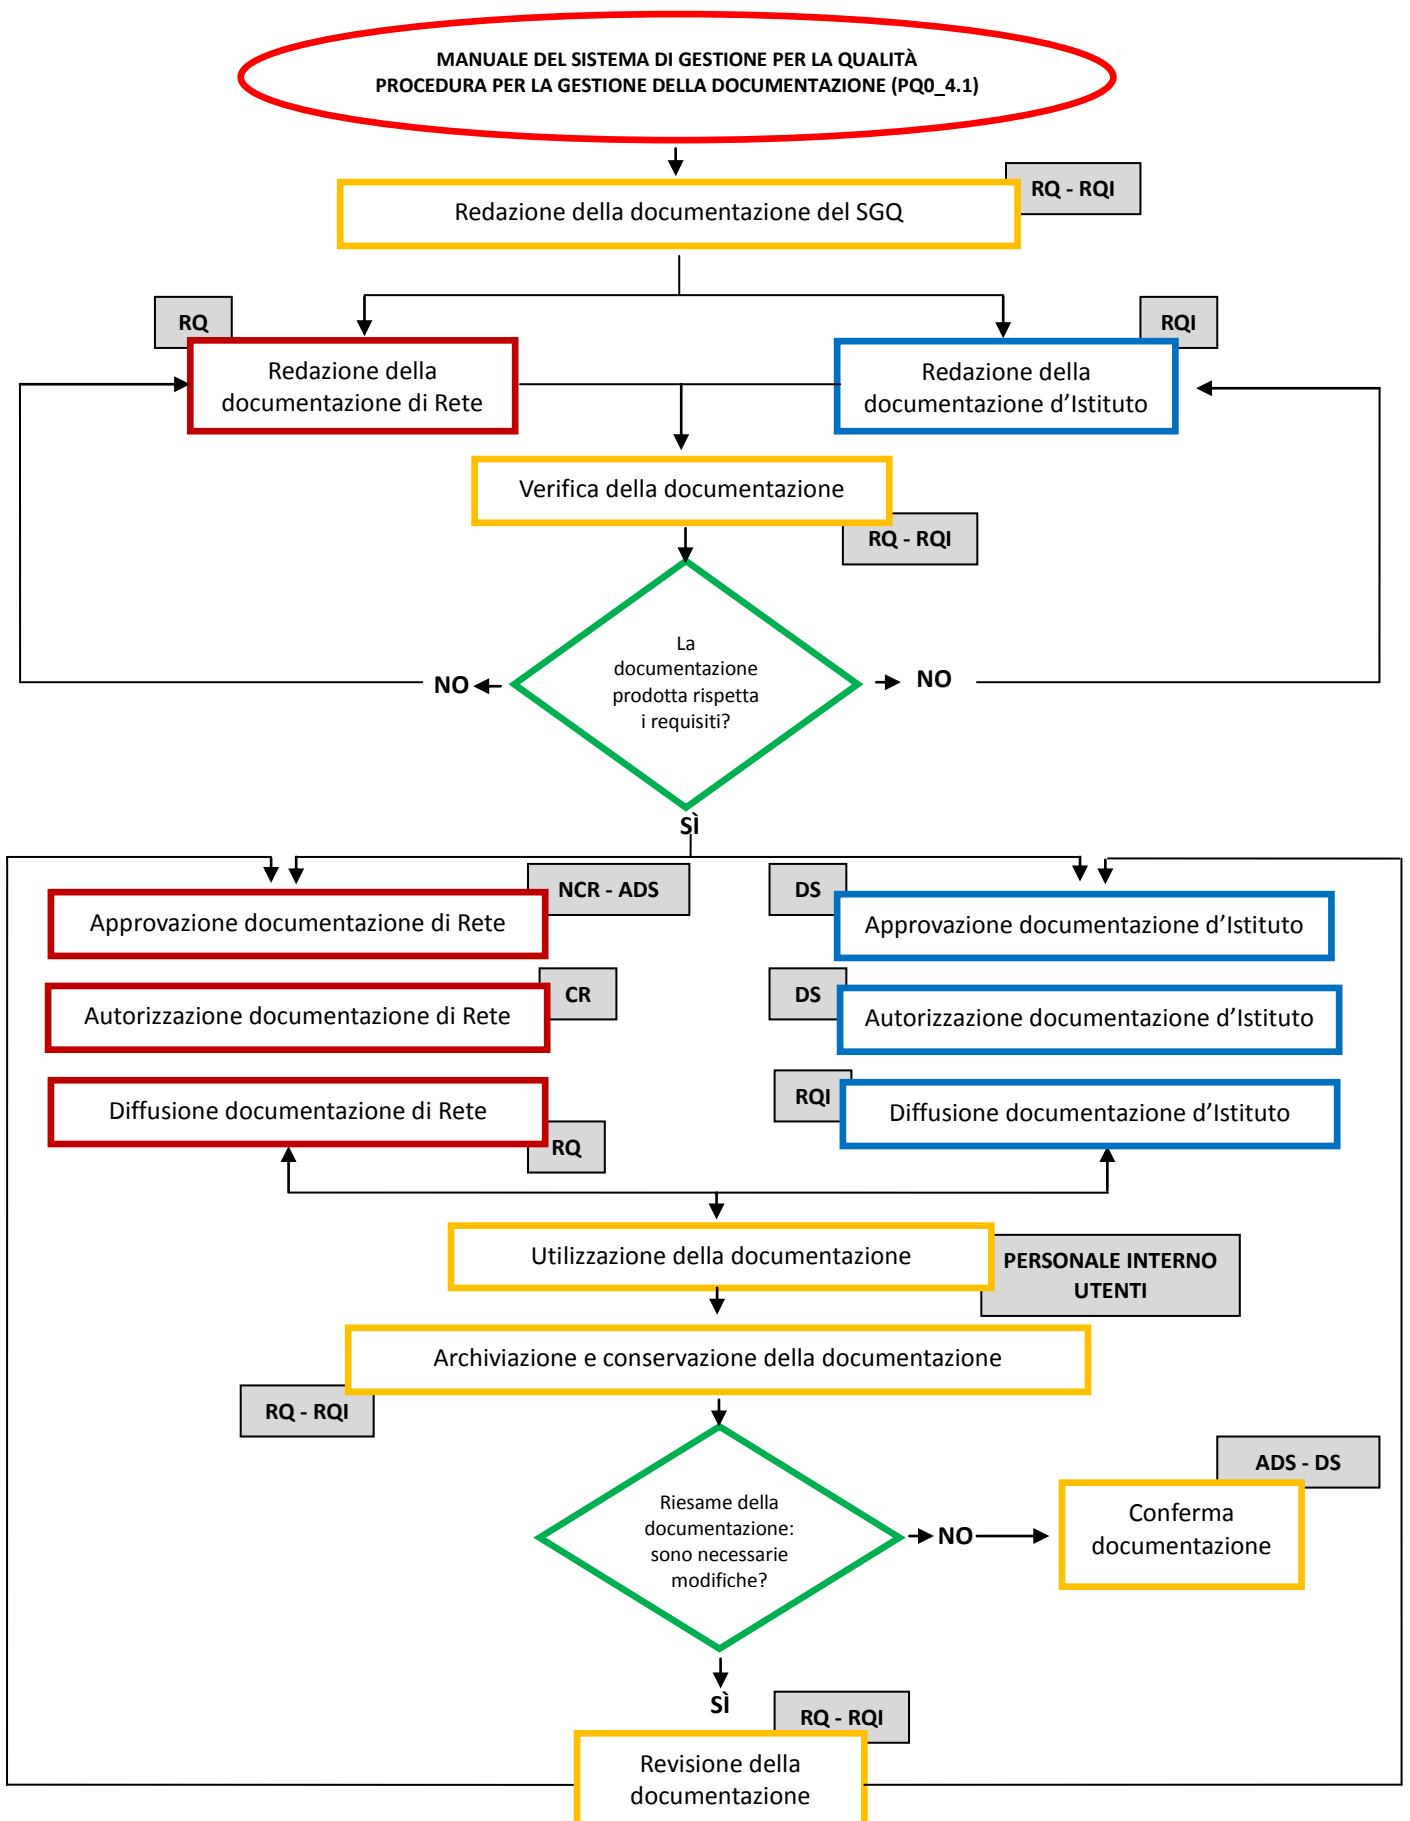 MANUALE DEL SISTEMA DI GESTIONE PER LA QUALITÀ
PROCEDURA PER LA GESTIONE DELLA DOCUMENTAZIONE (PQ0_4.1)
RQ - RQI
Redazione della documentazione del SGQ
RQ
RQI
Redazione della
documentazione di Rete
Redazione della
documentazione d’Istituto
Verifica della documentazione
RQ - RQI
La
documentazione
prodotta rispetta
i requisiti?
NO
NO
SÌ
NCR - ADS
DS
Approvazione documentazione di Rete
Approvazione documentazione d’Istituto
CR
DS
Autorizzazione documentazione di Rete
Autorizzazione documentazione d’Istituto
RQI
Diffusione documentazione di Rete
Diffusione documentazione d’Istituto
RQ
Utilizzazione della documentazione
PERSONALE INTERNO
UTENTI
Archiviazione e conservazione della documentazione
RQ - RQI
ADS - DS
Riesame della
documentazione:
sono necessarie
modifiche?
NO
Conferma
documentazione
SÌ
RQ - RQI
Revisione della
documentazione